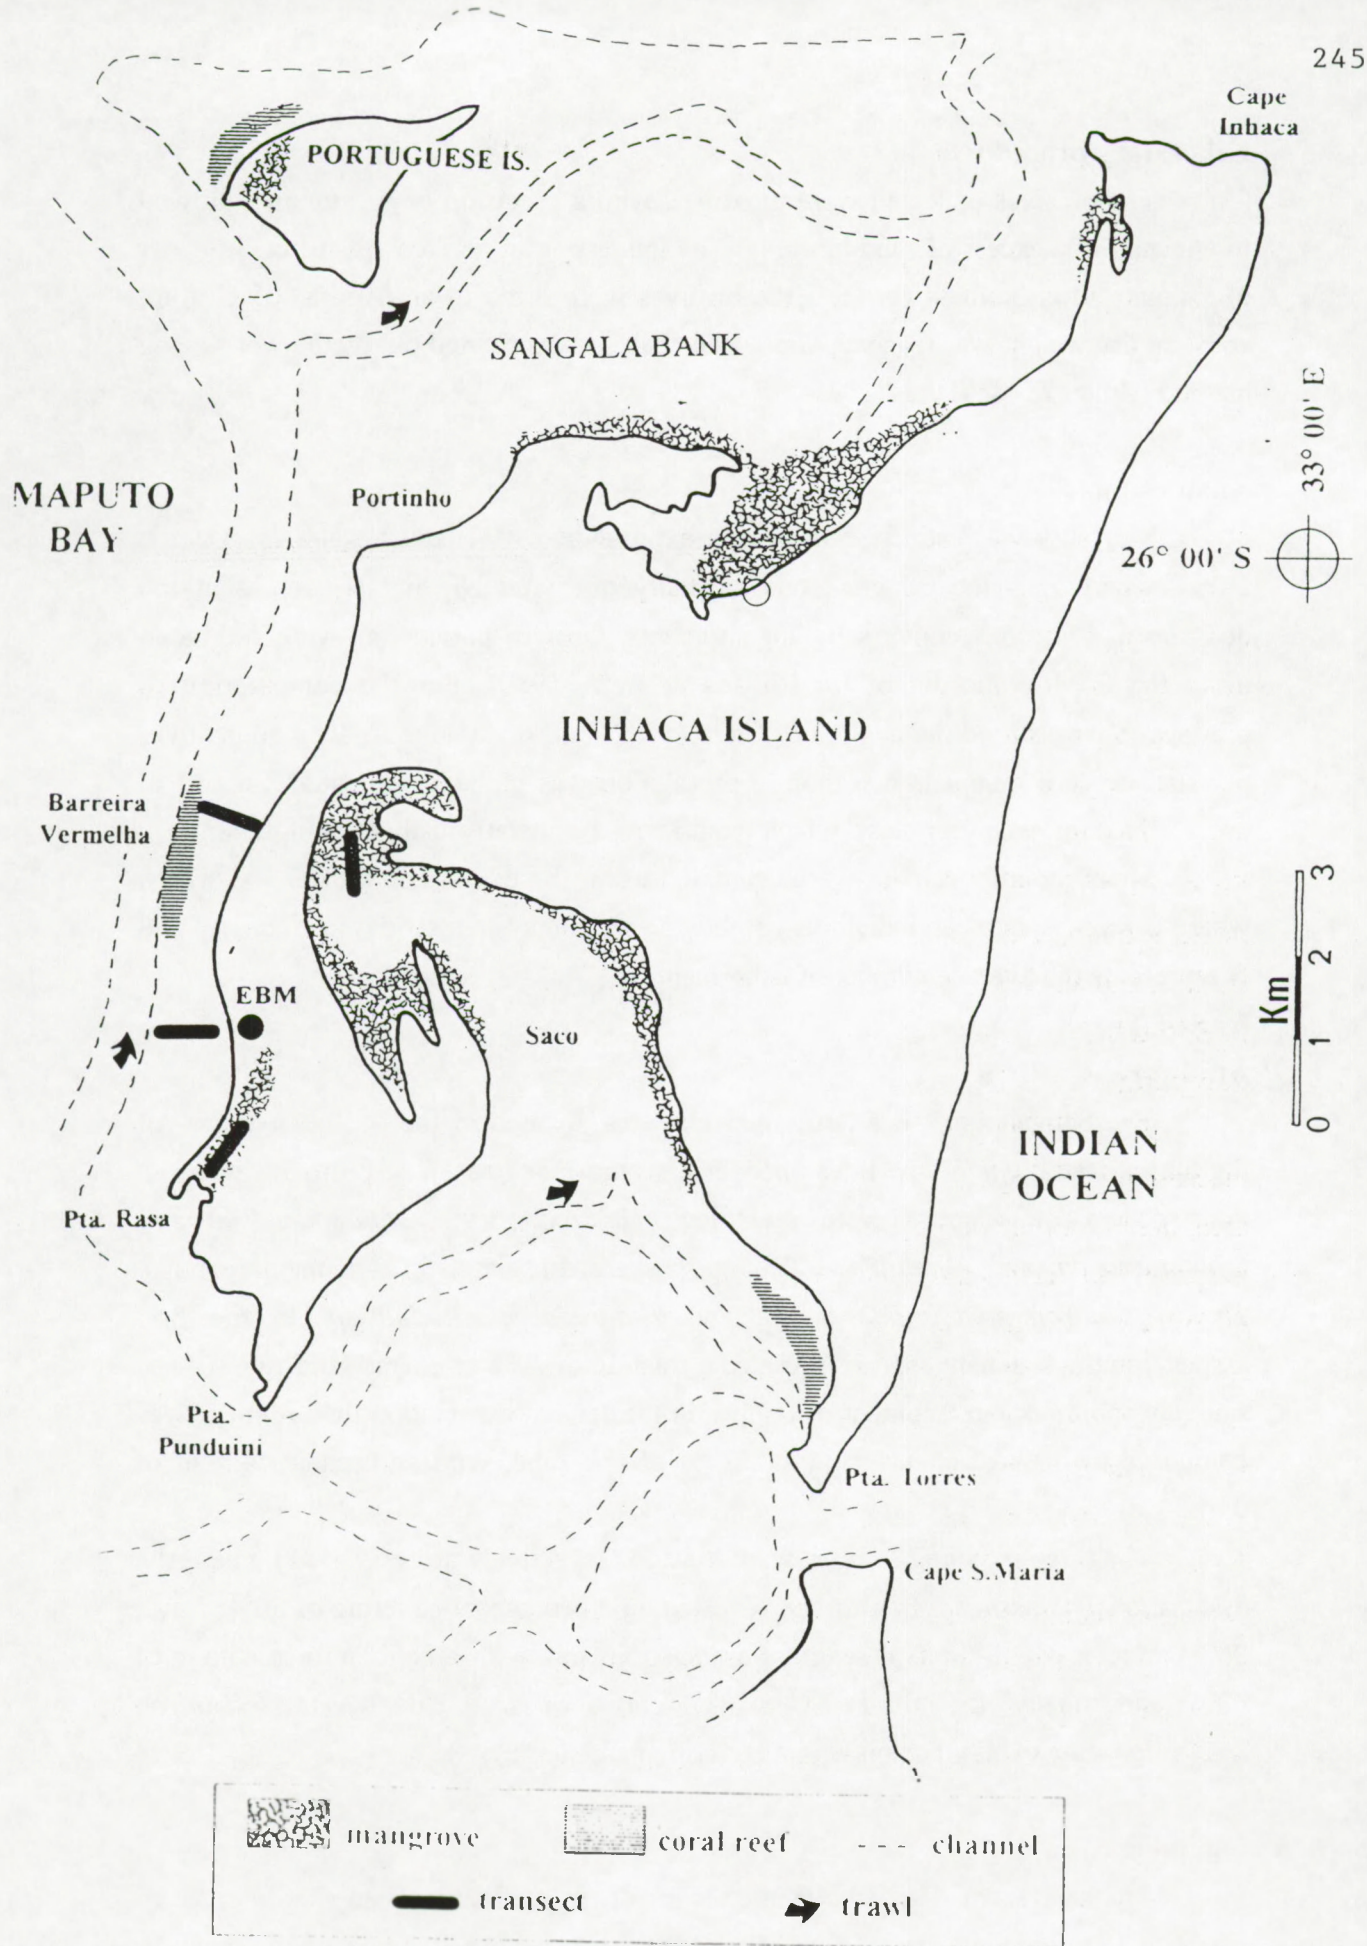 245
Cape
Inhaca
PORTUGUESE IS.
SANGALA BANK
33° 00' E
MAPUTO
BAY
Portinho
26° 00' S
INHACA ISLAND
Barreira
Vermelha
3
2
1
0
Km
EBM
Saco
INDIAN
OCEAN
Pta. Rasa
Pta.
Punduini
Pta. Torres
Cape S.Maria
mangrove
coral reef
channel
transect
trawl